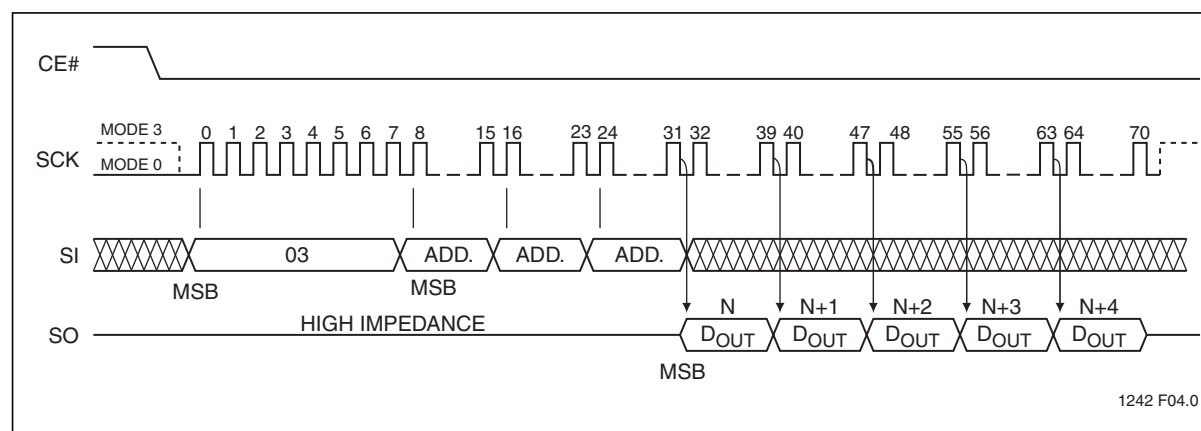 CE#
MODE 3
0 1 2 3 4 5 6 7 8 15 16 23 24 31 32 39 40 47 48 55 56 63 64 70
SCK
MODE 0
SI
03 ADD. ADD. ADD.
MSB MSB
N N+1 N+2 N+3 N+4
HIGH IMPEDANCE
SO
DOUT DOUT DOUT DOUT DOUT
MSB
1242 F04.0